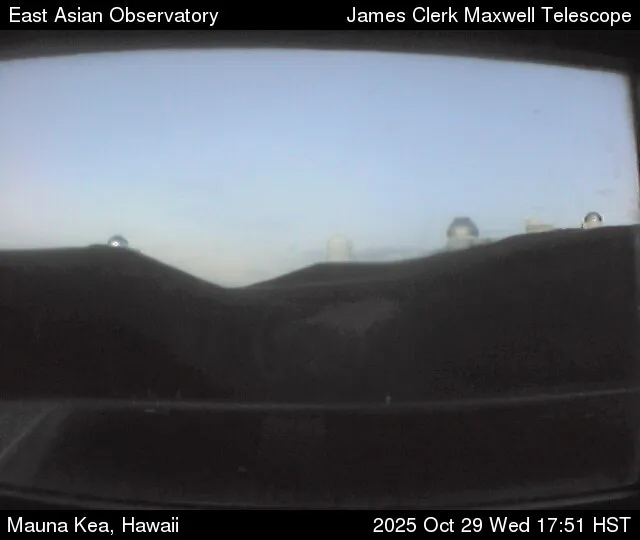 East Asian Observatory
James Clerk Maxwell Telescope
Mauna Kea, Hawaii
2025 Oct 29 Wed 17:51 HST